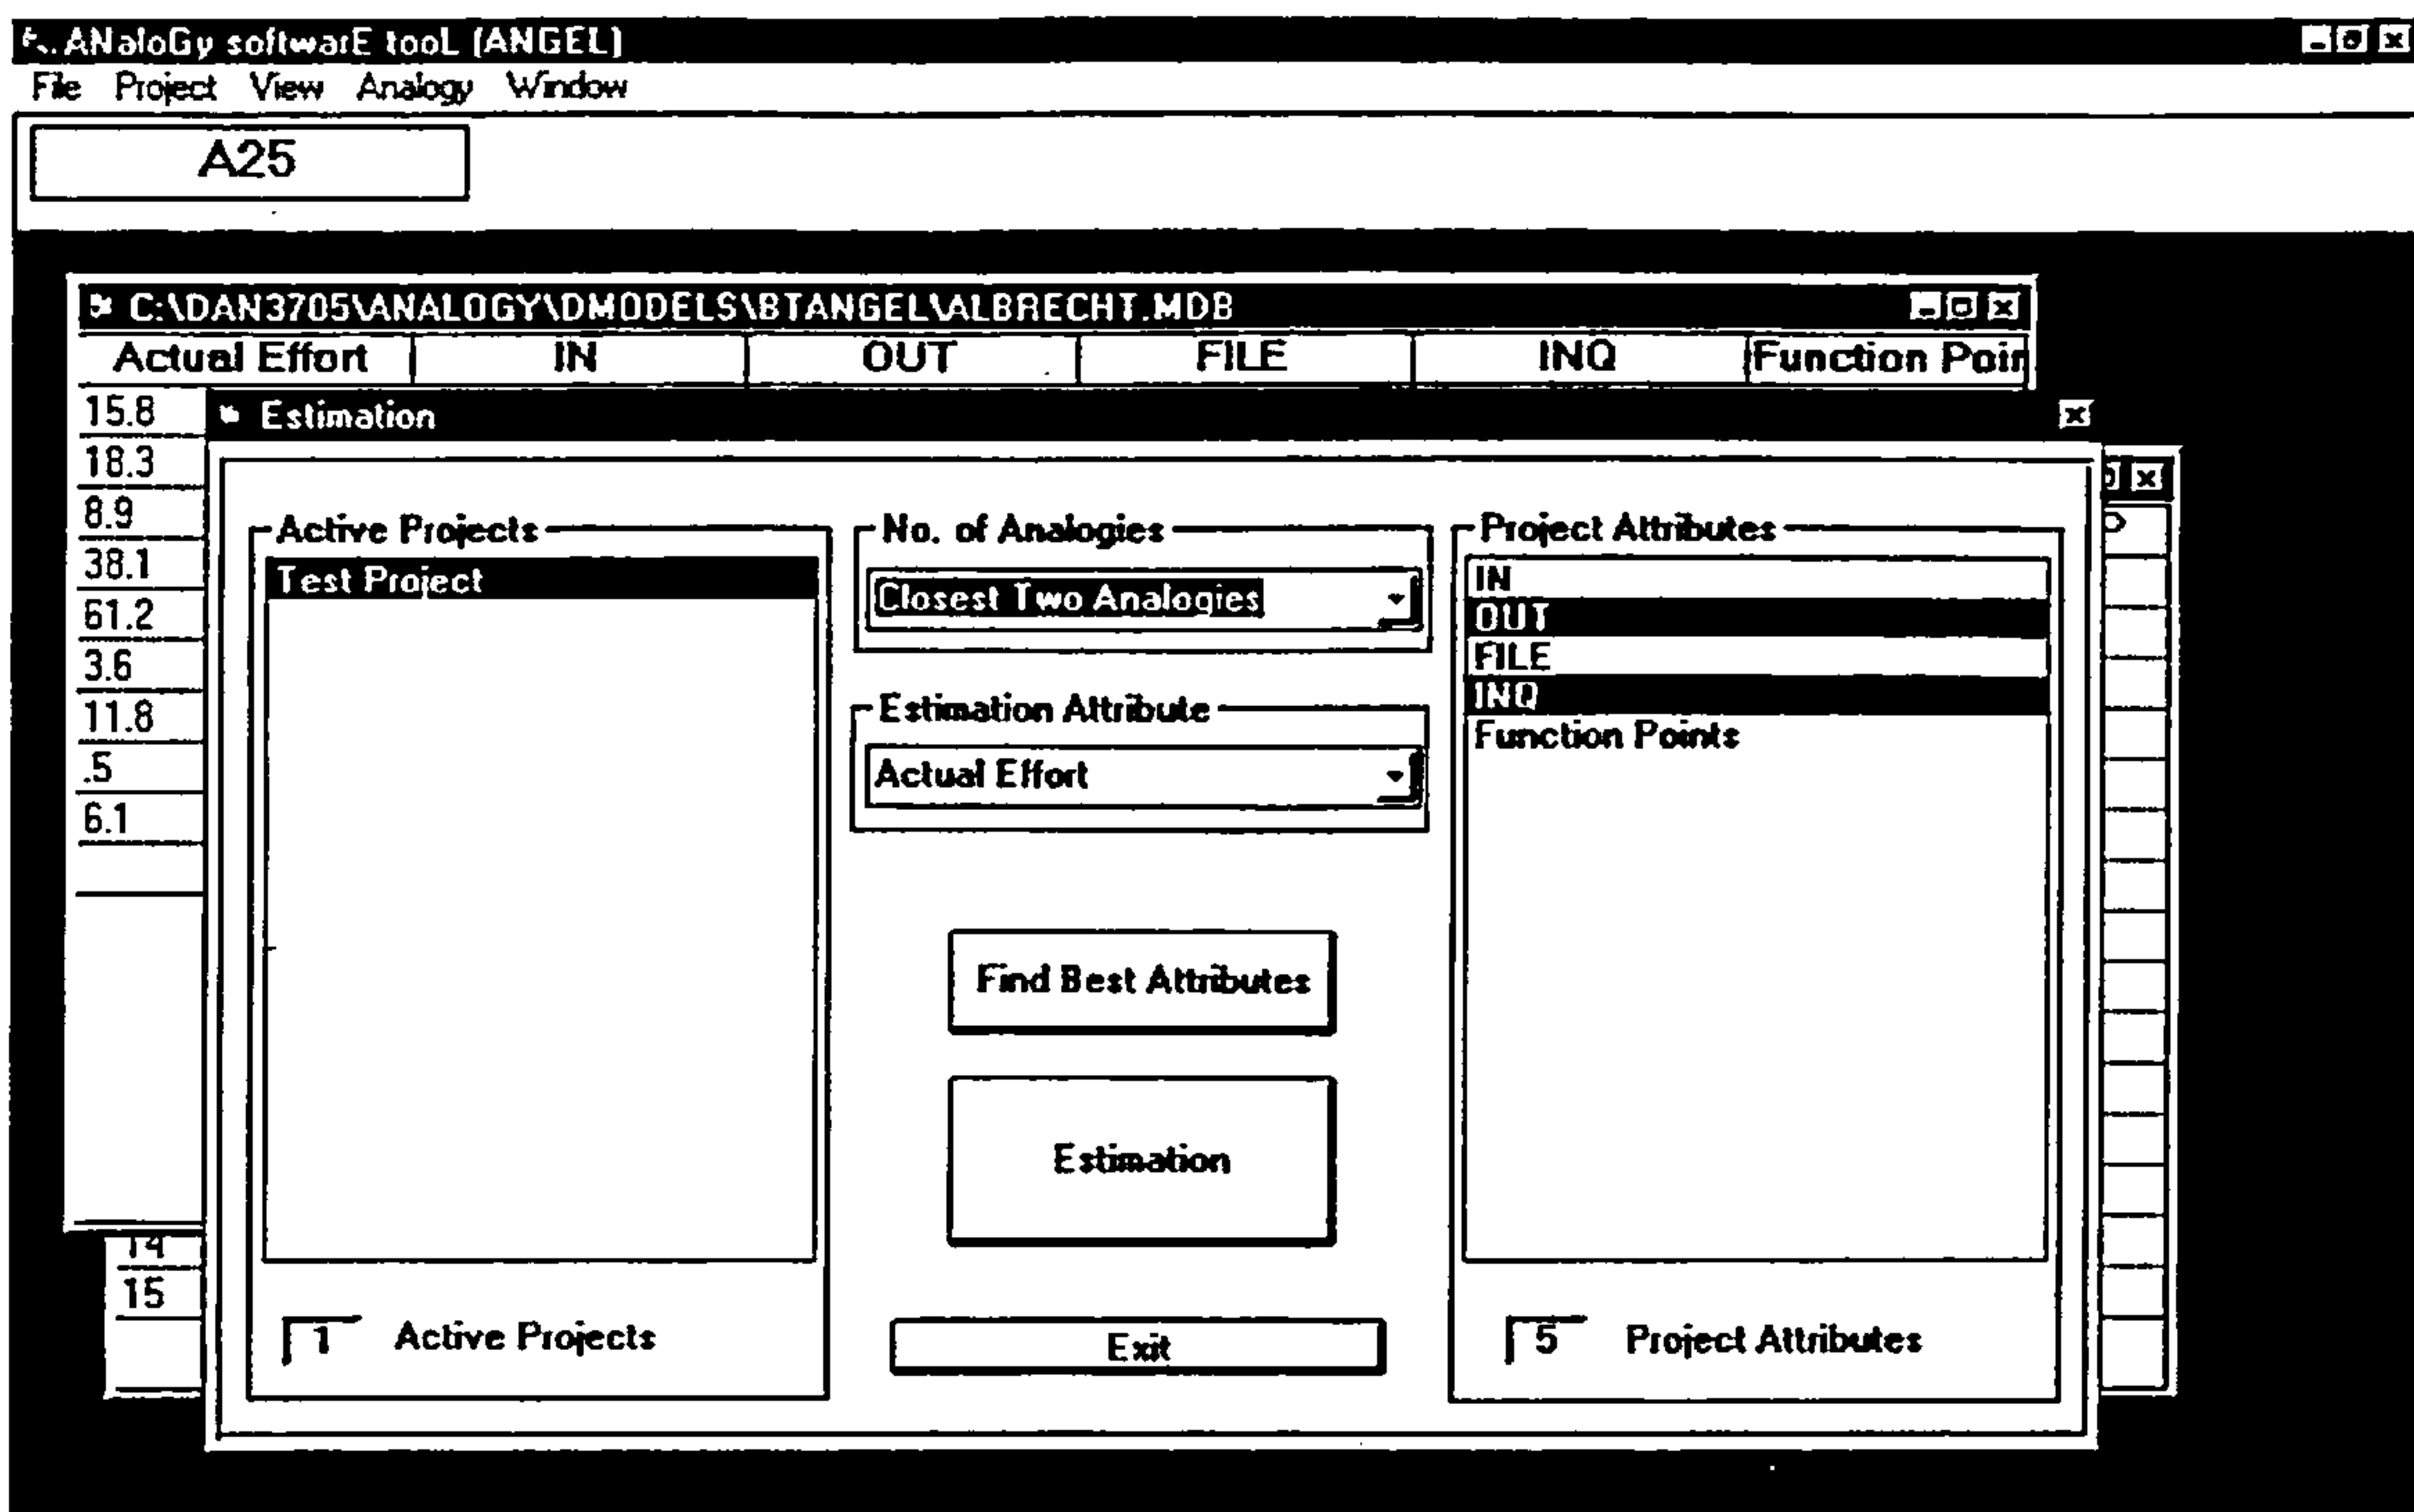 ANaloGy softwarE tooL (ANGEL)
File Project View Analogy Window
A25
C:\DAN3705\ANALOGY\DMODELS\BTANGEL\ALBRECHT.MDB
Actual Effort IN OUT FILE INQ Function Poin
15.8
Estimation
18.3
8.9
38.1
61.2
3.6
11.8
.5
6.1
14
15
Active Projects
Test Project
1 Active Projects
No. of Analogies
Closest Two Analogies
Estimation Attribute
Actual Effort
Find Best Attributes
Estimation
Exit
Project Attributes
IN
OUT
FILE
INQ
Function Points
5 Project Attributes